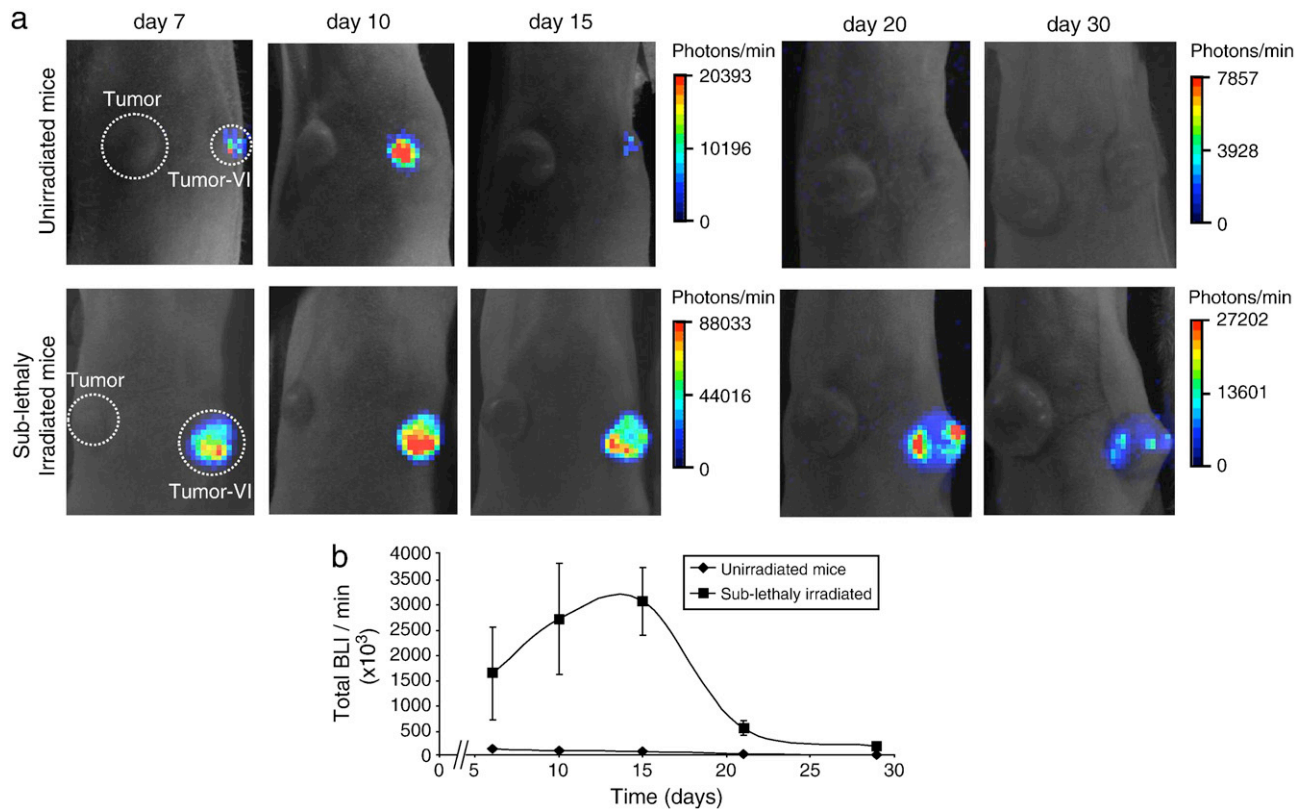 a
day 7
day 10
day 15
day 20
day 30
Unirradiated mice
Tumor
Tumor-VI
Photons/min
20393
10196
0
Photons/min
7857
3928
0
Sub-lethaly
Irradiated mice
Tumor
Tumor-VI
Photons/min
88033
44016
0
Photons/min
27202
13601
0
b
Total BLI / min
(x10³)
4000
3500
3000
2500
2000
1500
1000
500
0
Unirradiated mice
Sub-lethaly irradiated
0 5 10 15 20 25 30
Time (days)